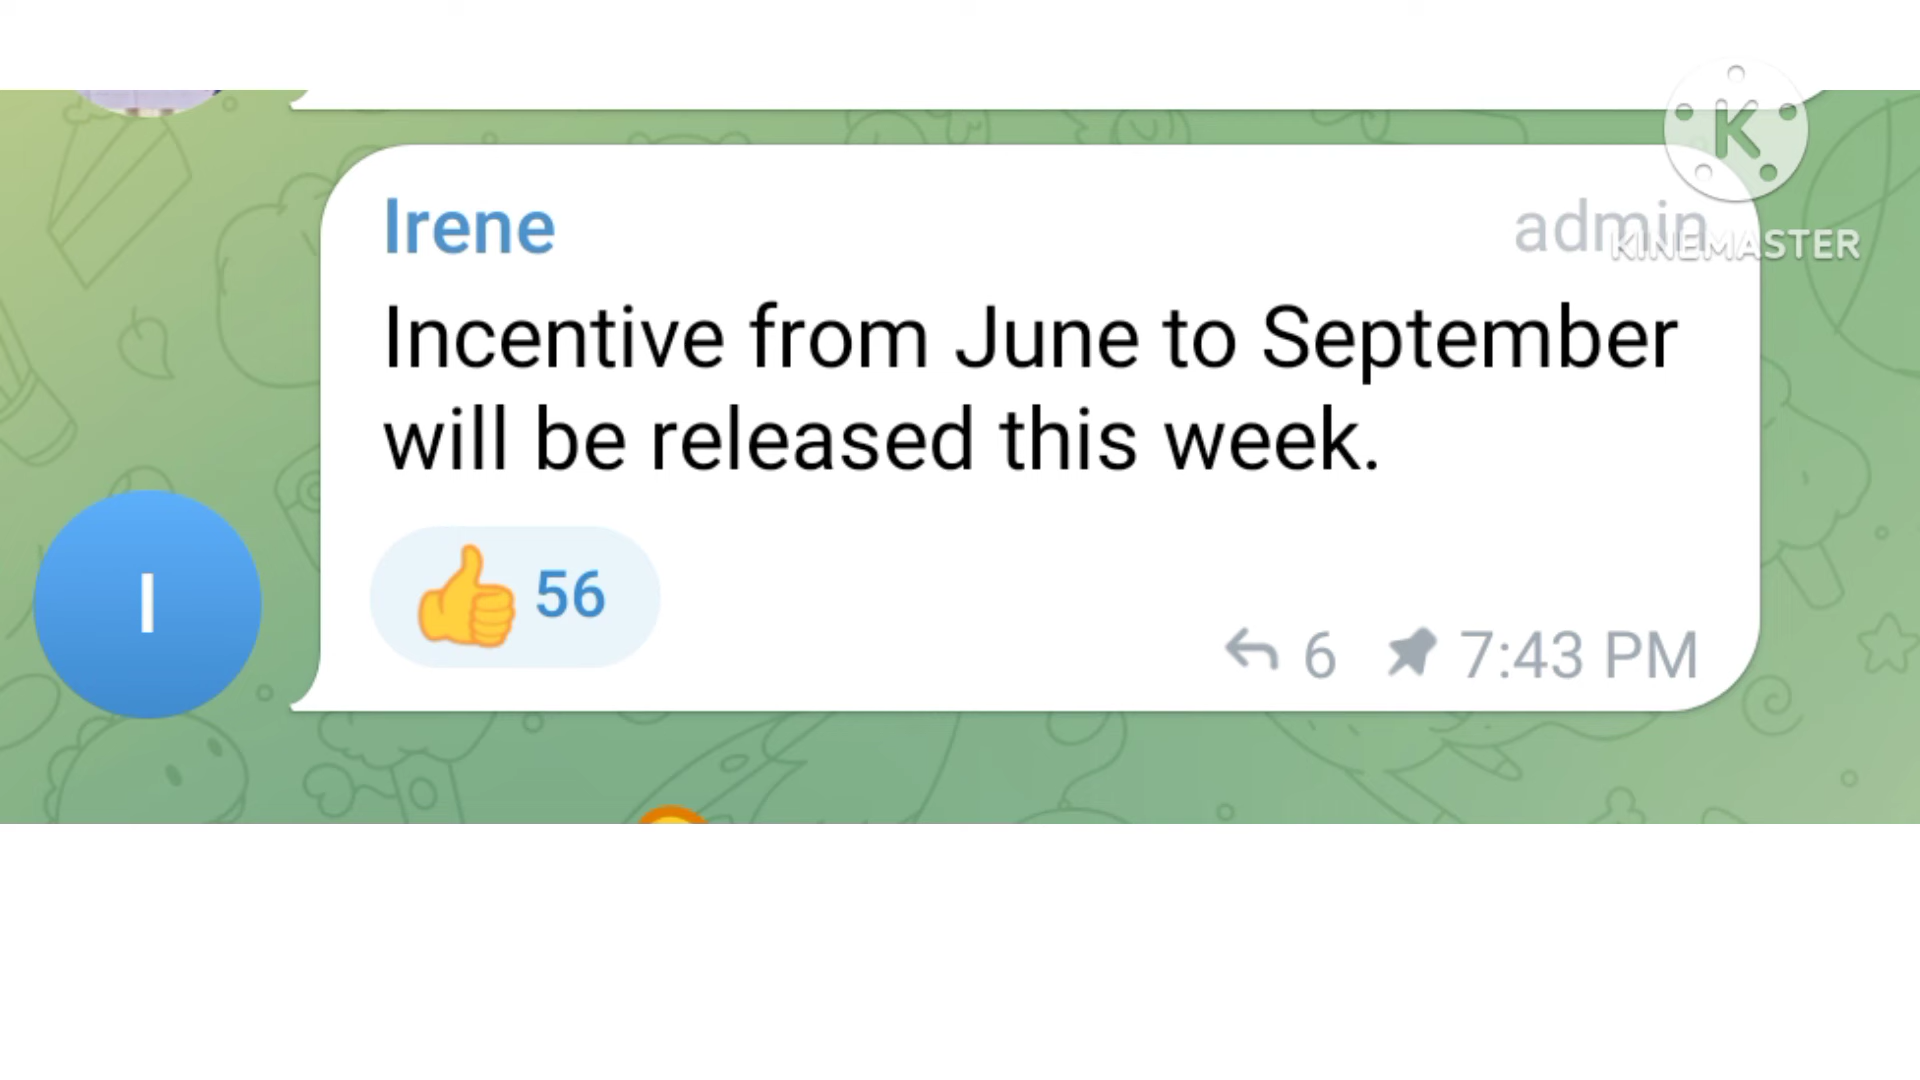 K
KINEMASTER
Irene admin
Incentive from June to September
will be released this week.
👍 56
I
6 7:43 PM